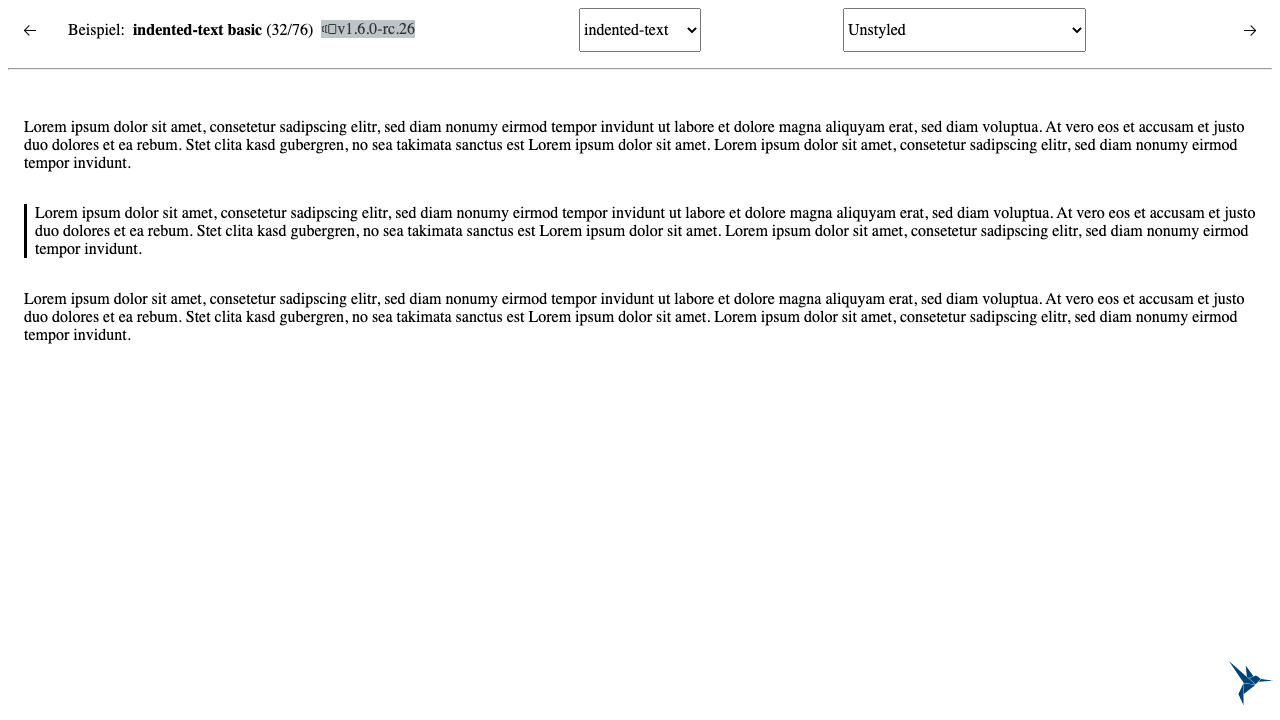 Beispiel: indented-text basic (32/76) v1.6.0-rc.26 indented-text Unstyled
Lorem ipsum dolor sit amet, consetetur sadipscing elitr, sed diam nonumy eirmod tempor invidunt ut labore et dolore magna aliquyam erat, sed diam voluptua. At vero eos et accusam et justo
duo dolores et ea rebum. Stet clita kasd gubergren, no sea takimata sanctus est Lorem ipsum dolor sit amet. Lorem ipsum dolor sit amet, consetetur sadipscing elitr, sed diam nonumy eirmod
tempor invidunt.
Lorem ipsum dolor sit amet, consetetur sadipscing elitr, sed diam nonumy eirmod tempor invidunt ut labore et dolore magna aliquyam erat, sed diam voluptua. At vero eos et accusam et justo
duo dolores et ea rebum. Stet clita kasd gubergren, no sea takimata sanctus est Lorem ipsum dolor sit amet. Lorem ipsum dolor sit amet, consetetur sadipscing elitr, sed diam nonumy eirmod
tempor invidunt.
Lorem ipsum dolor sit amet, consetetur sadipscing elitr, sed diam nonumy eirmod tempor invidunt ut labore et dolore magna aliquyam erat, sed diam voluptua. At vero eos et accusam et justo
duo dolores et ea rebum. Stet clita kasd gubergren, no sea takimata sanctus est Lorem ipsum dolor sit amet. Lorem ipsum dolor sit amet, consetetur sadipscing elitr, sed diam nonumy eirmod
tempor invidunt.